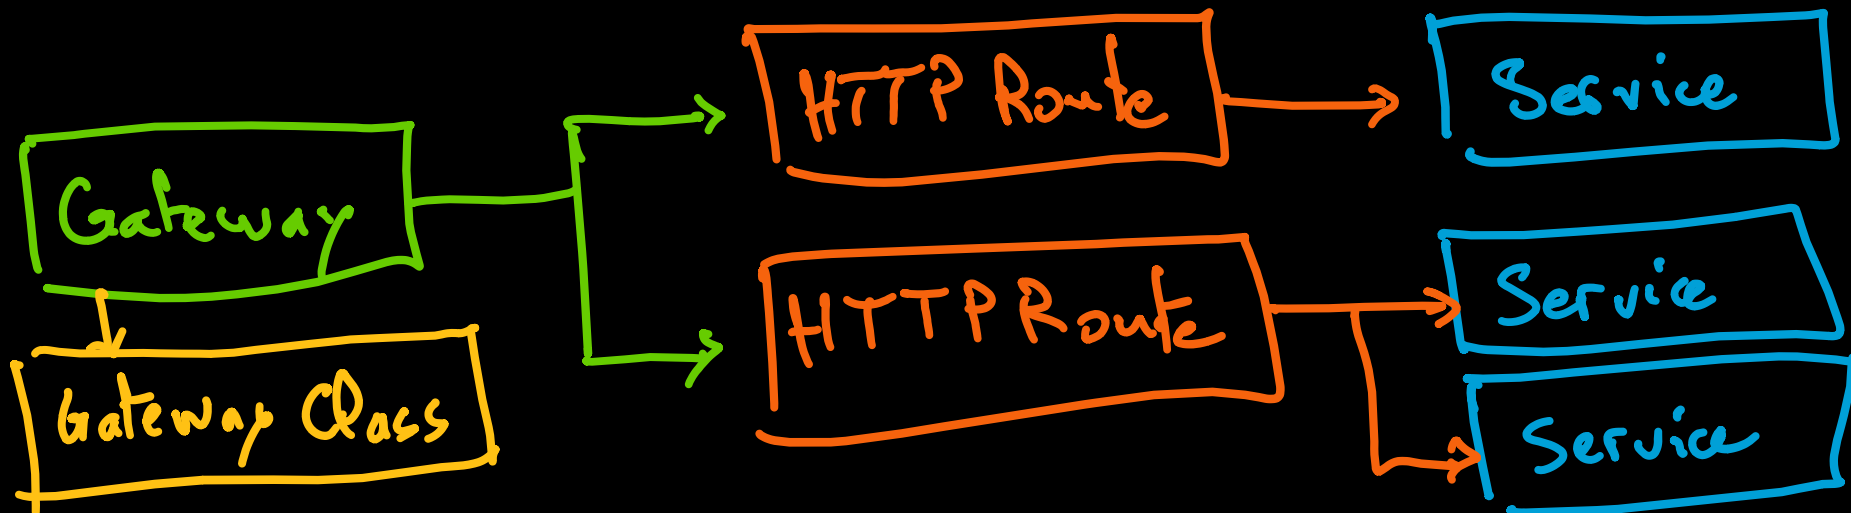 Gateway
Gateway Class
HTTP Route
HTTP Route
Service
Service
Service